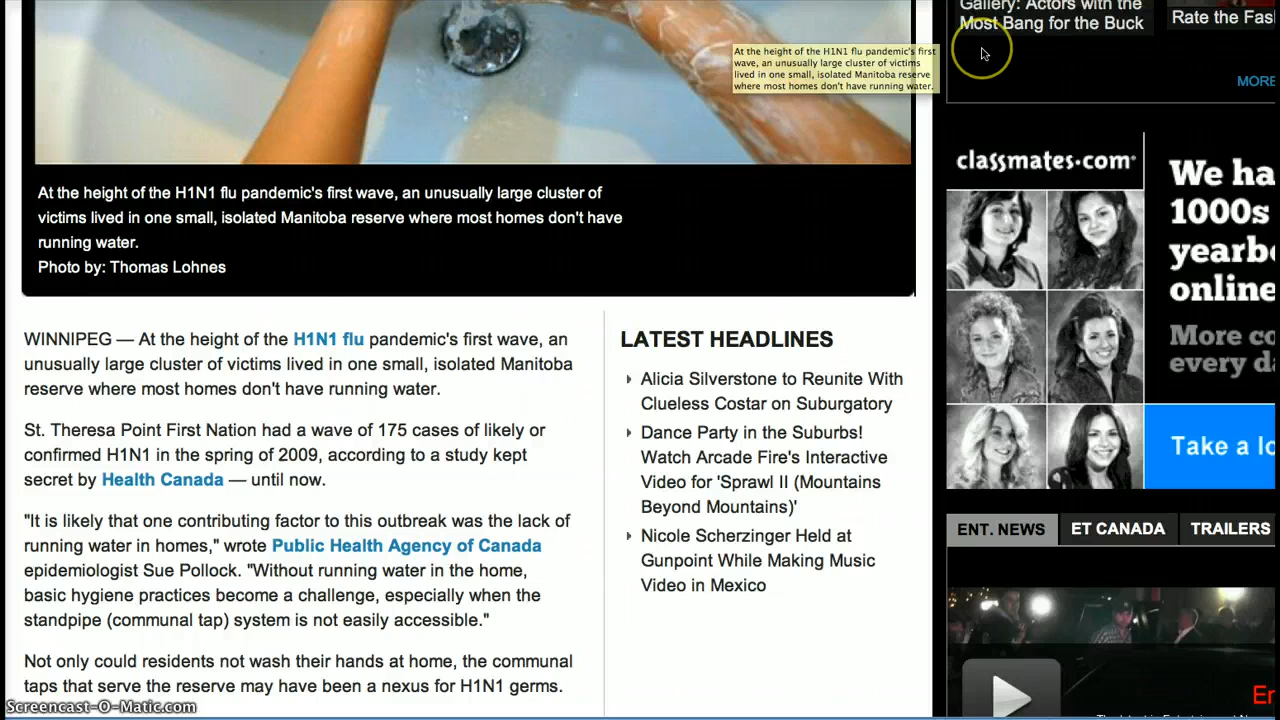 Gallery: Actors with the
Most Bang for the Buck
Rate the Fas
MORE
At the height of the H1N1 flu pandemic's first
wave, an unusually large cluster of victims
lived in one small, isolated Manitoba reserve
where most homes don't have running water.
At the height of the H1N1 flu pandemic's first wave, an unusually large cluster of
victims lived in one small, isolated Manitoba reserve where most homes don't have
running water.
Photo by: Thomas Lohnes
WINNIPEG — At the height of the H1N1 flu pandemic's first wave, an
unusually large cluster of victims lived in one small, isolated Manitoba
reserve where most homes don't have running water.
St. Theresa Point First Nation had a wave of 175 cases of likely or
confirmed H1N1 in the spring of 2009, according to a study kept
secret by Health Canada — until now.
"It is likely that one contributing factor to this outbreak was the lack of
running water in homes," wrote Public Health Agency of Canada
epidemiologist Sue Pollock. "Without running water in the home,
basic hygiene practices become a challenge, especially when the
standpipe (communal tap) system is not easily accessible."
Not only could residents not wash their hands at home, the communal
taps that serve the reserve may have been a nexus for H1N1 germs.
LATEST HEADLINES
Alicia Silverstone to Reunite With
Clueless Costar on Suburgatory
Dance Party in the Suburbs!
Watch Arcade Fire's Interactive
Video for 'Sprawl II (Mountains
Beyond Mountains)'
Nicole Scherzinger Held at
Gunpoint While Making Music
Video in Mexico
classmates.com
We ha
1000s
yearb
online
More co
every da
Take a lo
ENT. NEWS
ET CANADA
TRAILERS
Er
Screencast-O-Matic.com